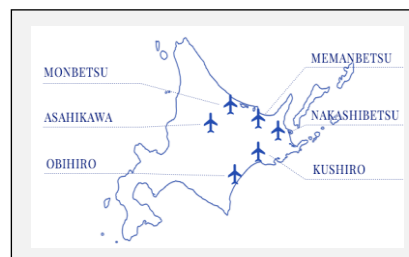 MONBETSU
MEMANBETSU
ASAHIKAWA
NAKASHIBETSU
OBIHIRO
KUSHIRO